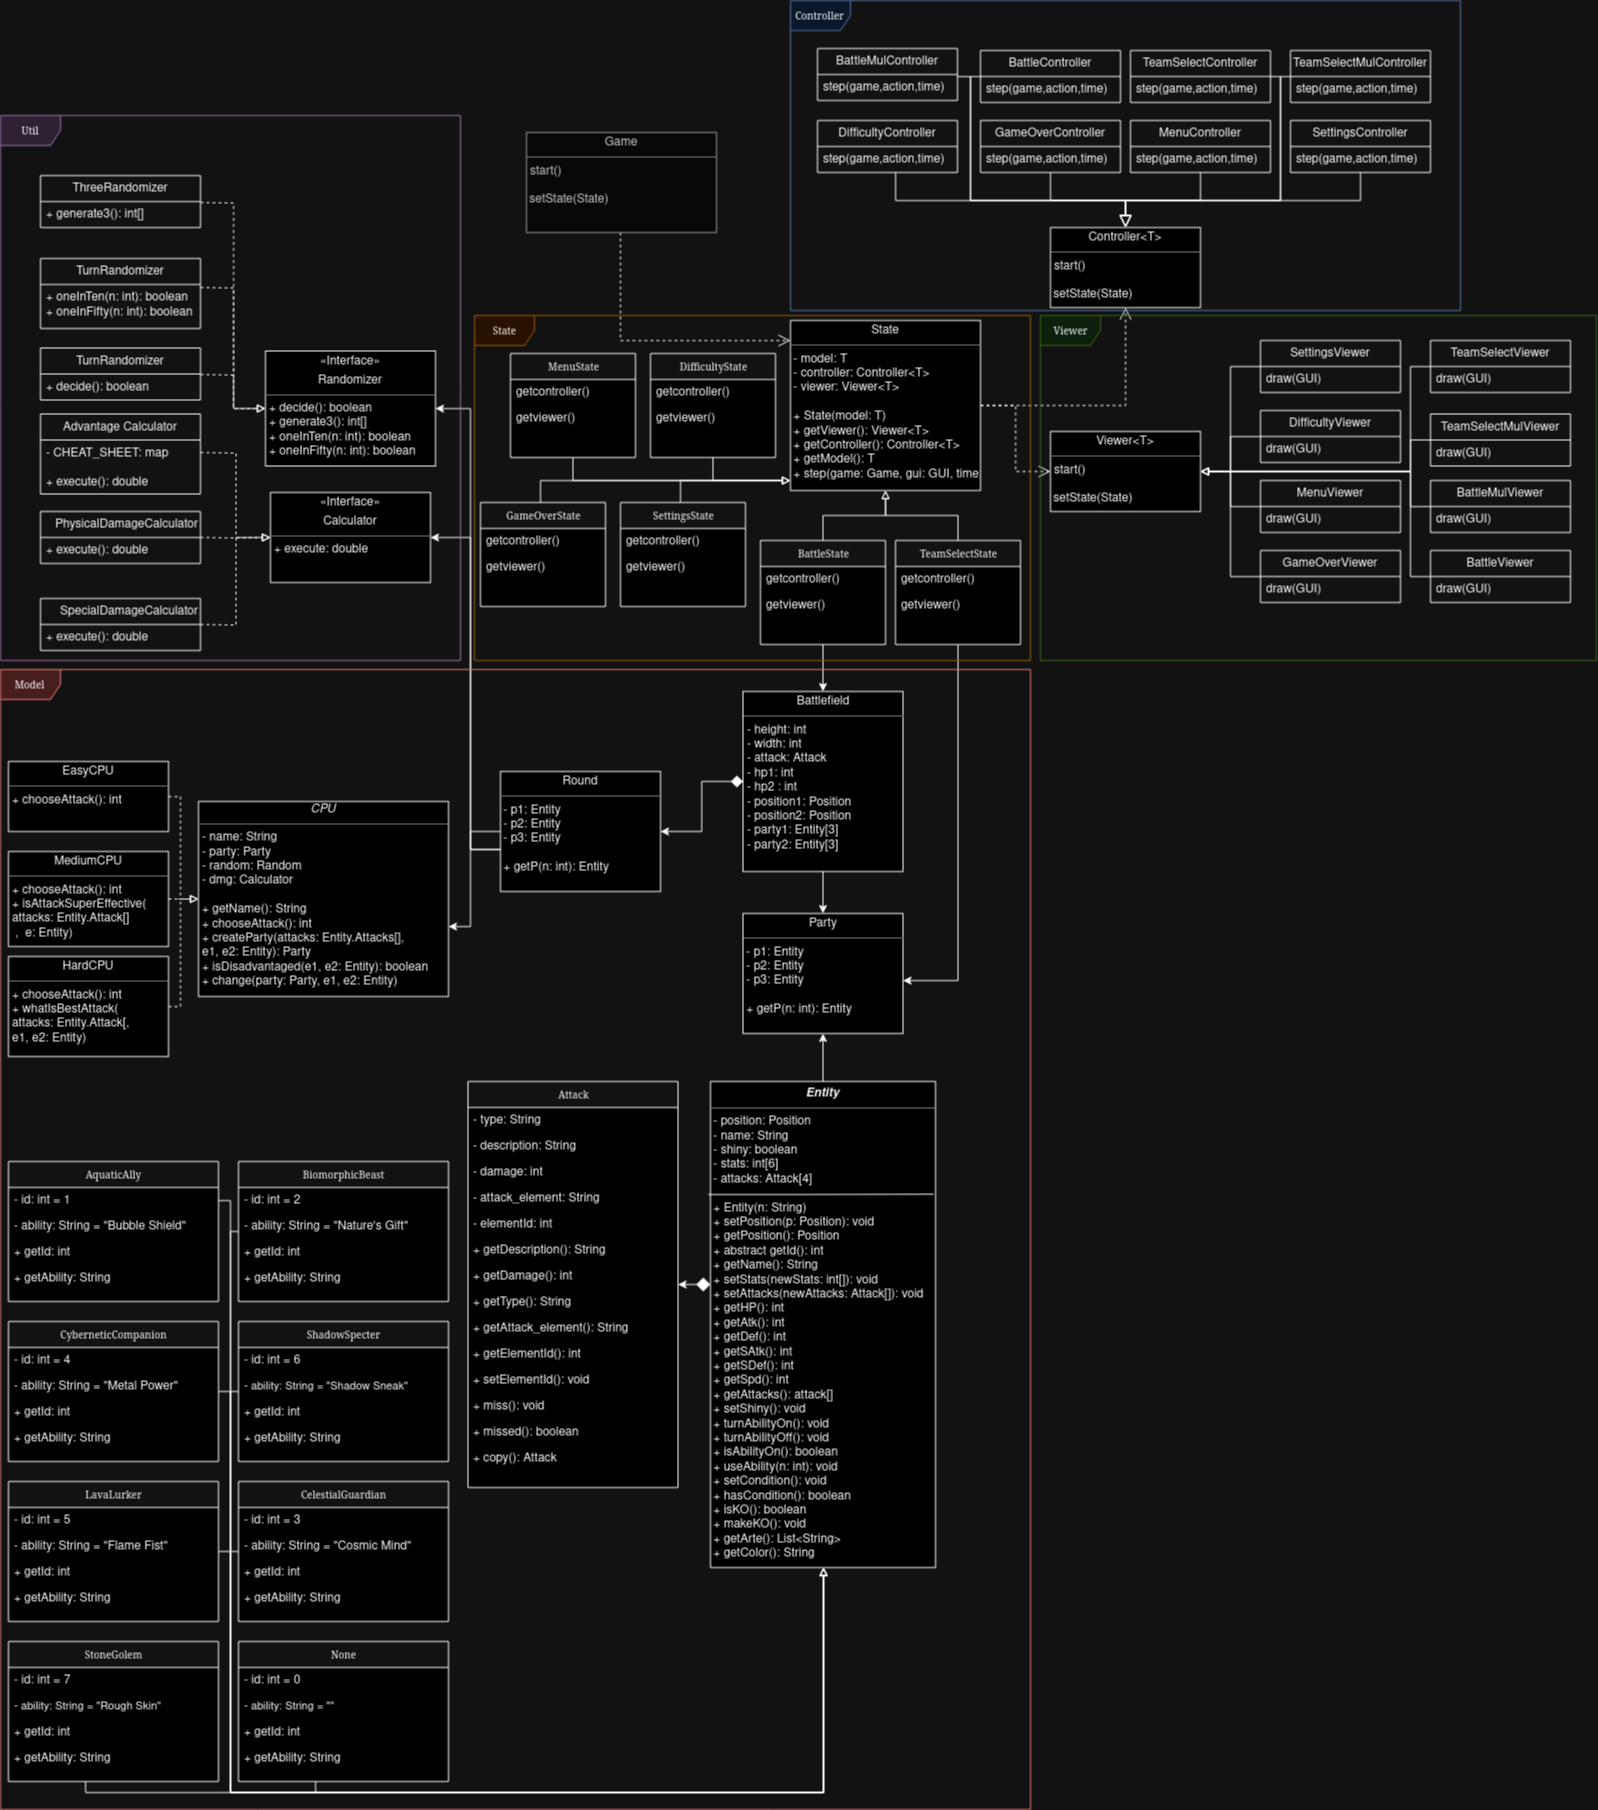 Controller
BattleMulController
step(game,action,time)
BattleController
step(game,action,time)
TeamSelectController
step(game,action,time)
TeamSelectMulController
step(game,action,time)
DifficultyController
step(game,action,time)
GameOverController
step(game,action,time)
MenuController
step(game,action,time)
SettingsController
step(game,action,time)
Controller<T>
start()
setState(State)
Game
start()
setState(State)
Util
ThreeRandomizer
+ generate3(): int[]
TurnRandomizer
+ oneInTen(n: int): boolean
+ oneInFifty(n: int): boolean
TurnRandomizer
+ decide(): boolean
Advantage Calculator
- CHEAT_SHEET: map
+ execute(): double
PhysicalDamageCalculator
+ execute(): double
SpecialDamageCalculator
+ execute(): double
«Interface»
Randomizer
+ decide(): boolean
+ generate3(): int[]
+ oneInTen(n: int): boolean
+ oneInFifty(n: int): boolean
«Interface»
Calculator
+ execute: double
State
MenuState
getcontroller()
getviewer()
DifficultyState
getcontroller()
getviewer()
State
- model: T
- controller: Controller<T>
- viewer: Viewer<T>
+ State(model: T)
+ getViewer(): Viewer<T>
+ getController(): Controller<T>
+ getModel(): T
+ step(game: Game, gui: GUI, time
GameOverState
getcontroller()
getviewer()
SettingsState
getcontroller()
getviewer()
BattleState
getcontroller()
getviewer()
TeamSelectState
getcontroller()
getviewer()
Viewer
Viewer<T>
start()
setState(State)
SettingsViewer
draw(GUI)
TeamSelectViewer
draw(GUI)
DifficultyViewer
draw(GUI)
TeamSelectMulViewer
draw(GUI)
MenuViewer
draw(GUI)
BattleMulViewer
draw(GUI)
GameOverViewer
draw(GUI)
BattleViewer
draw(GUI)
Model
Battlefield
- height: int
- width: int
- attack: Attack
- hp1: int
- hp2 : int
- position1: Position
- position2: Position
- party1: Entity[3]
- party2: Entity[3]
Round
- p1: Entity
- p2: Entity
- p3: Entity
+ getP(n: int): Entity
EasyCPU
+ chooseAttack(): int
MediumCPU
+ chooseAttack(): int
+ isAttackSuperEffective(
attacks: Entity.Attack[]
, e: Entity)
HardCPU
+ chooseAttack(): int
+ whatIsBestAttack(
attacks: Entity.Attack[,
e1, e2: Entity)
CPU
- name: String
- party: Party
- random: Random
- dmg: Calculator
+ getName(): String
+ chooseAttack(): int
+ createParty(attacks: Entity.Attacks[],
e1, e2: Entity): Party
+ isDisadvantaged(e1, e2: Entity): boolean
+ change(party: Party, e1, e2: Entity)
Party
- p1: Entity
- p2: Entity
- p3: Entity
+ getP(n: int): Entity
Attack
- type: String
- description: String
- damage: int
- attack_element: String
- elementId: int
+ getDescription(): String
+ getDamage(): int
+ getType(): String
+ getAttack_element(): String
+ getElementId(): int
+ setElementId(): void
+ miss(): void
+ missed(): boolean
+ copy(): Attack
Entity
- position: Position
- name: String
- shiny: boolean
- stats: int[6]
- attacks: Attack[4]
+ Entity(n: String)
+ setPosition(p: Position): void
+ getPosition(): Position
+ abstract getId(): int
+ getName(): String
+ setStats(newStats: int[]): void
+ setAttacks(newAttacks: Attack[]): void
+ getHP(): int
+ getAtk(): int
+ getDef(): int
+ getSAtk(): int
+ getSDef(): int
+ getSpd(): int
+ getAttacks(): attack[]
+ setShiny(): void
+ turnAbilityOn(): void
+ turnAbilityOff(): void
+ isAbilityOn(): boolean
+ useAbility(n: int): void
+ setCondition(): void
+ hasCondition(): boolean
+ isKO(): boolean
+ makeKO(): void
+ getArte(): List<String>
+ getColor(): String
AquaticAlly
- id: int = 1
- ability: String = "Bubble Shield"
+ getId: int
+ getAbility: String
BiomorphicBeast
- id: int = 2
- ability: String = "Nature's Gift"
+ getId: int
+ getAbility: String
CyberneticCompanion
- id: int = 4
- ability: String = "Metal Power"
+ getId: int
+ getAbility: String
ShadowSpecter
- id: int = 6
- ability: String = "Shadow Sneak"
+ getId: int
+ getAbility: String
LavaLurker
- id: int = 5
- ability: String = "Flame Fist"
+ getId: int
+ getAbility: String
CelestialGuardian
- id: int = 3
- ability: String = "Cosmic Mind"
+ getId: int
+ getAbility: String
StoneGolem
- id: int = 7
- ability: String = "Rough Skin"
+ getId: int
+ getAbility: String
None
- id: int = 0
- ability: String = ""
+ getId: int
+ getAbility: String